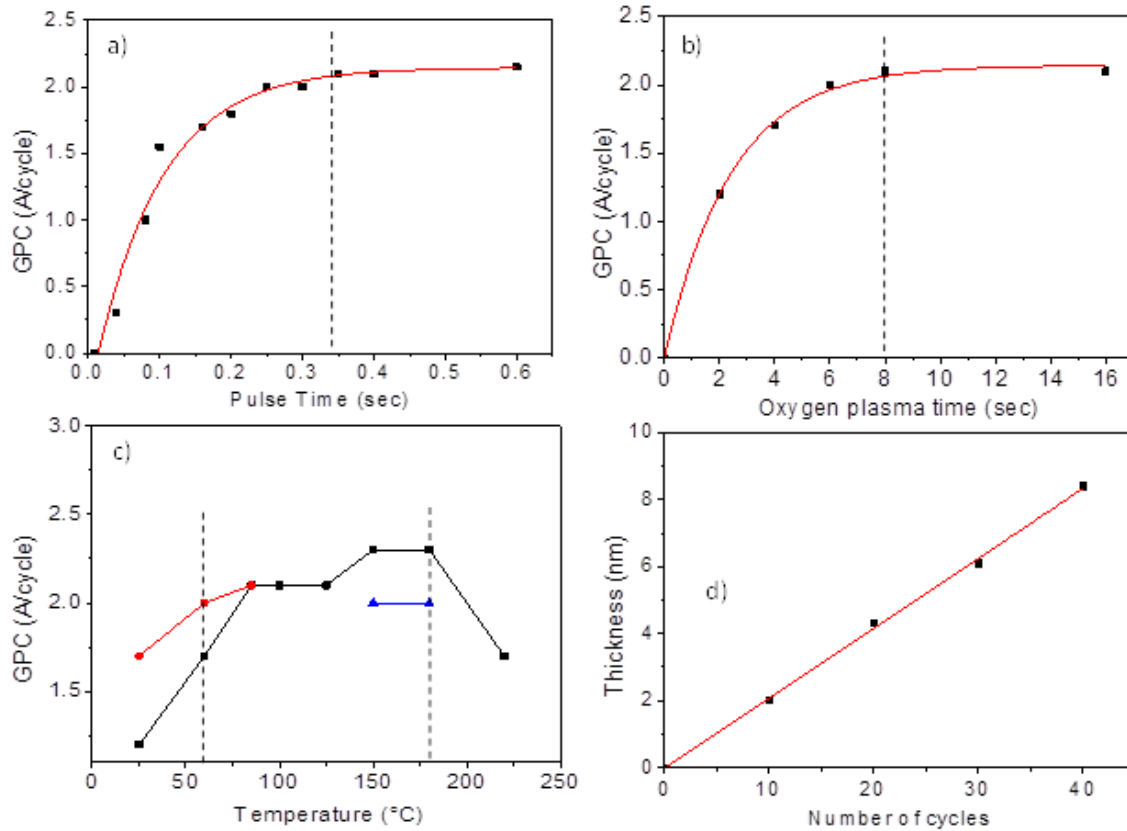 a)
2.5
2.0
1.5
1.0
0.5
0.0
GPC (A/cycle)
0.0 0.1 0.2 0.3 0.4 0.5 0.6
Pulse Time (sec)
b)
2.5
2.0
1.5
1.0
0.5
0.0
GPC (A/cycle)
0 2 4 6 8 10 12 14 16
Oxygen plasma time (sec)
c)
3.0
2.5
2.0
1.5
GPC (A/cycle)
0 50 100 150 200 250
Temperature (°C)
d)
10
8
6
4
2
0
Thickness (nm)
0 10 20 30 40
Number of cycles